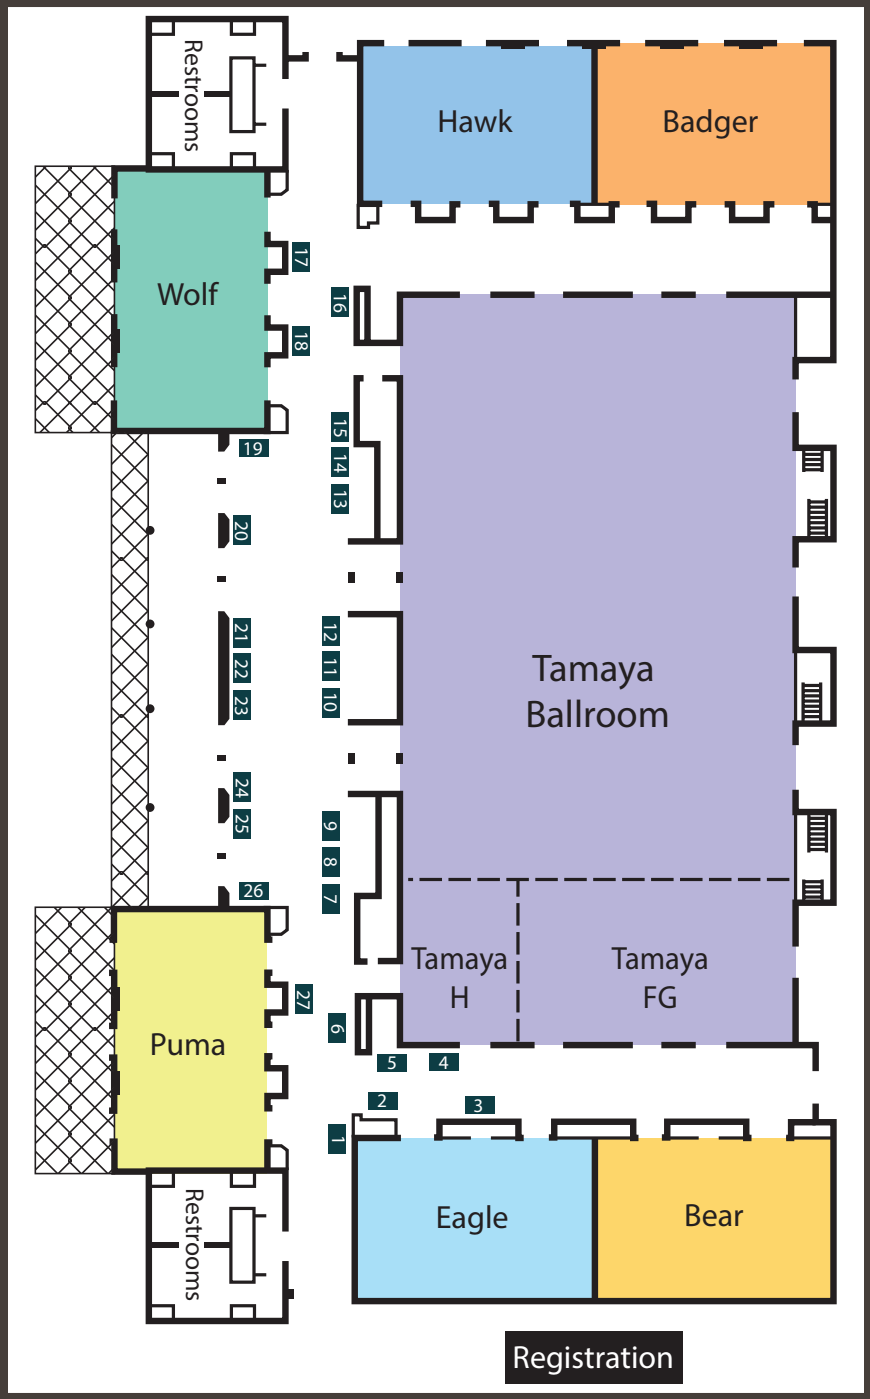 Restrooms
Hawk
Badger
Wolf
17
16
18
15
19
14
13
20
12
21
11
22
10
23
Tamaya
Ballroom
24
25
9
8
7
26
Tamaya
H
Tamaya
FG
27
6
Puma
5
4
2
3
1
Eagle
Bear
Restrooms
Registration